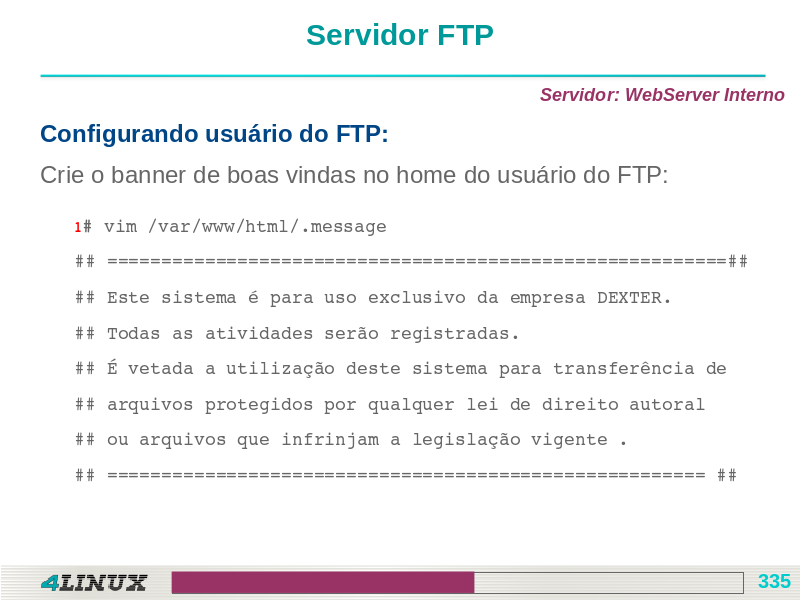 Servidor FTP
Servidor: WebServer Interno
Configurando usuário do FTP:
Crie o banner de boas vindas no home do usuário do FTP:
1# vim /var/www/html/.message
## =========================================================##
## Este sistema é para uso exclusivo da empresa DEXTER.
## Todas as atividades serão registradas.
## É vetada a utilização deste sistema para transferência de
## arquivos protegidos por qualquer lei de direito autoral
## ou arquivos que infrinjam a legislação vigente .
## ======================================================= ##
4LINUX
335